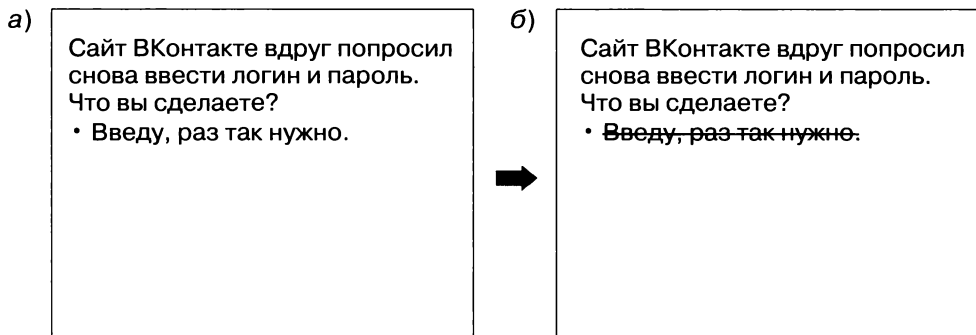 а)
Сайт ВКонтакте вдруг попросил
снова ввести логин и пароль.
Что вы сделаете?
• Введу, раз так нужно.
б)
Сайт ВКонтакте вдруг попросил
снова ввести логин и пароль.
Что вы сделаете?
• Введу, раз так нужно.